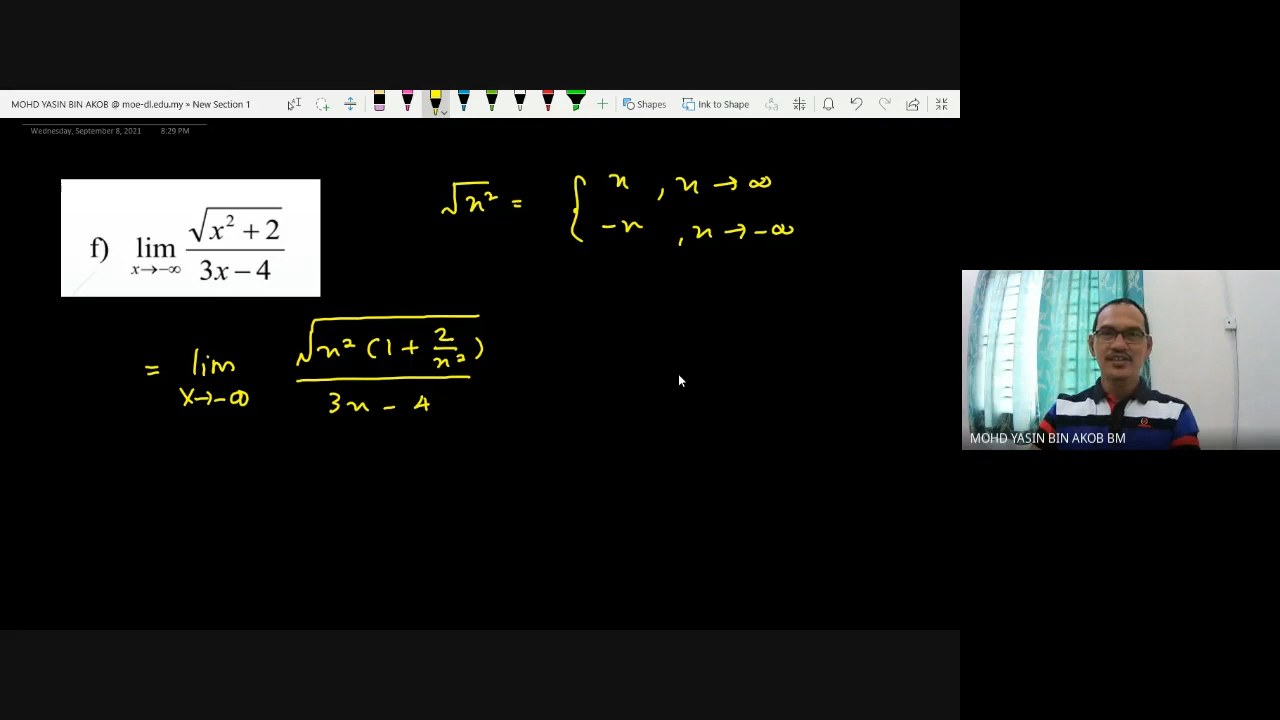 MOHD YASIN BIN AKOB @ moe-dl.edu.my » New Section 1
Shapes
Ink to Shape
Wednesday, September 8, 2021 8:29 PM
f) lim x→−∞ √(x² + 2) / (3x − 4)
√x² = { x , x → ∞
−x , x → −∞
= lim x→−∞ √(x² (1 + 2/x²)) / (3x − 4)
MOHD YASIN BIN AKOB BM